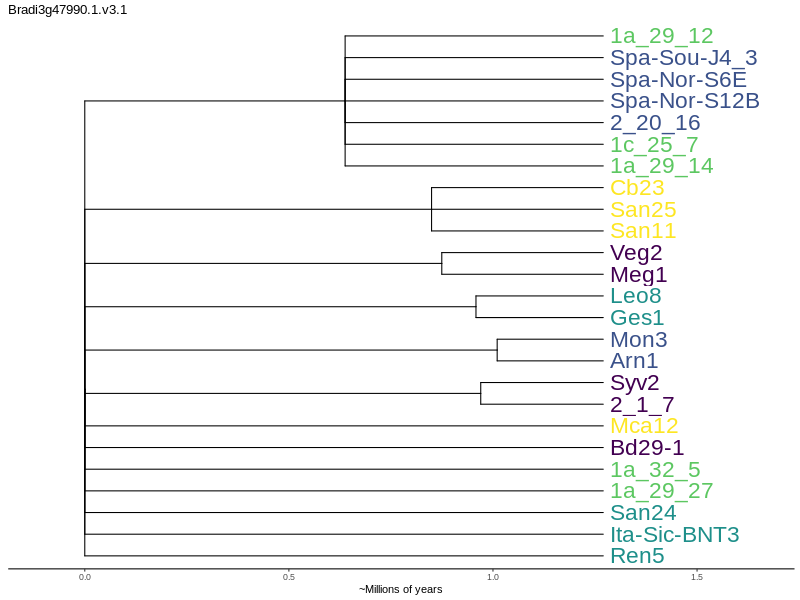 Bradi3g47990.1.v3.1
1a_29_12
Spa-Sou-J4_3
Spa-Nor-S6E
Spa-Nor-S12B
2_20_16
1c_25_7
1a_29_14
Cb23
San25
San11
Veg2
Meg1
Leo8
Ges1
Mon3
Arn1
Syv2
2_1_7
Mca12
Bd29-1
1a_32_5
1a_29_27
San24
Ita-Sic-BNT3
Ren5
0.0 0.5 1.0 1.5
~Millions of years